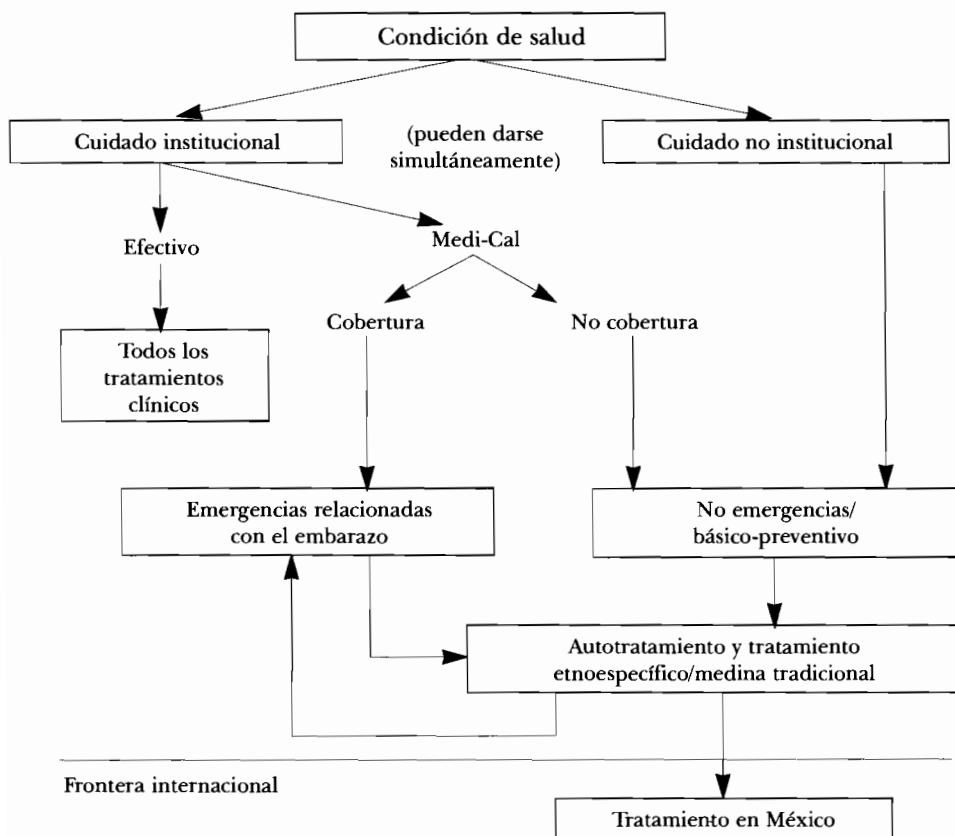 Condición de salud
Cuidado institucional
(pueden darse
simultáneamente)
Cuidado no institucional
Efectivo
Medi-Cal
Cobertura
No cobertura
Todos los
tratamientos
clínicos
Emergencias relacionadas
con el embarazo
No emergencias/
básico-preventivo
Autotratamiento y tratamiento
etnoespecífico/medina tradicional
Frontera internacional
Tratamiento en México